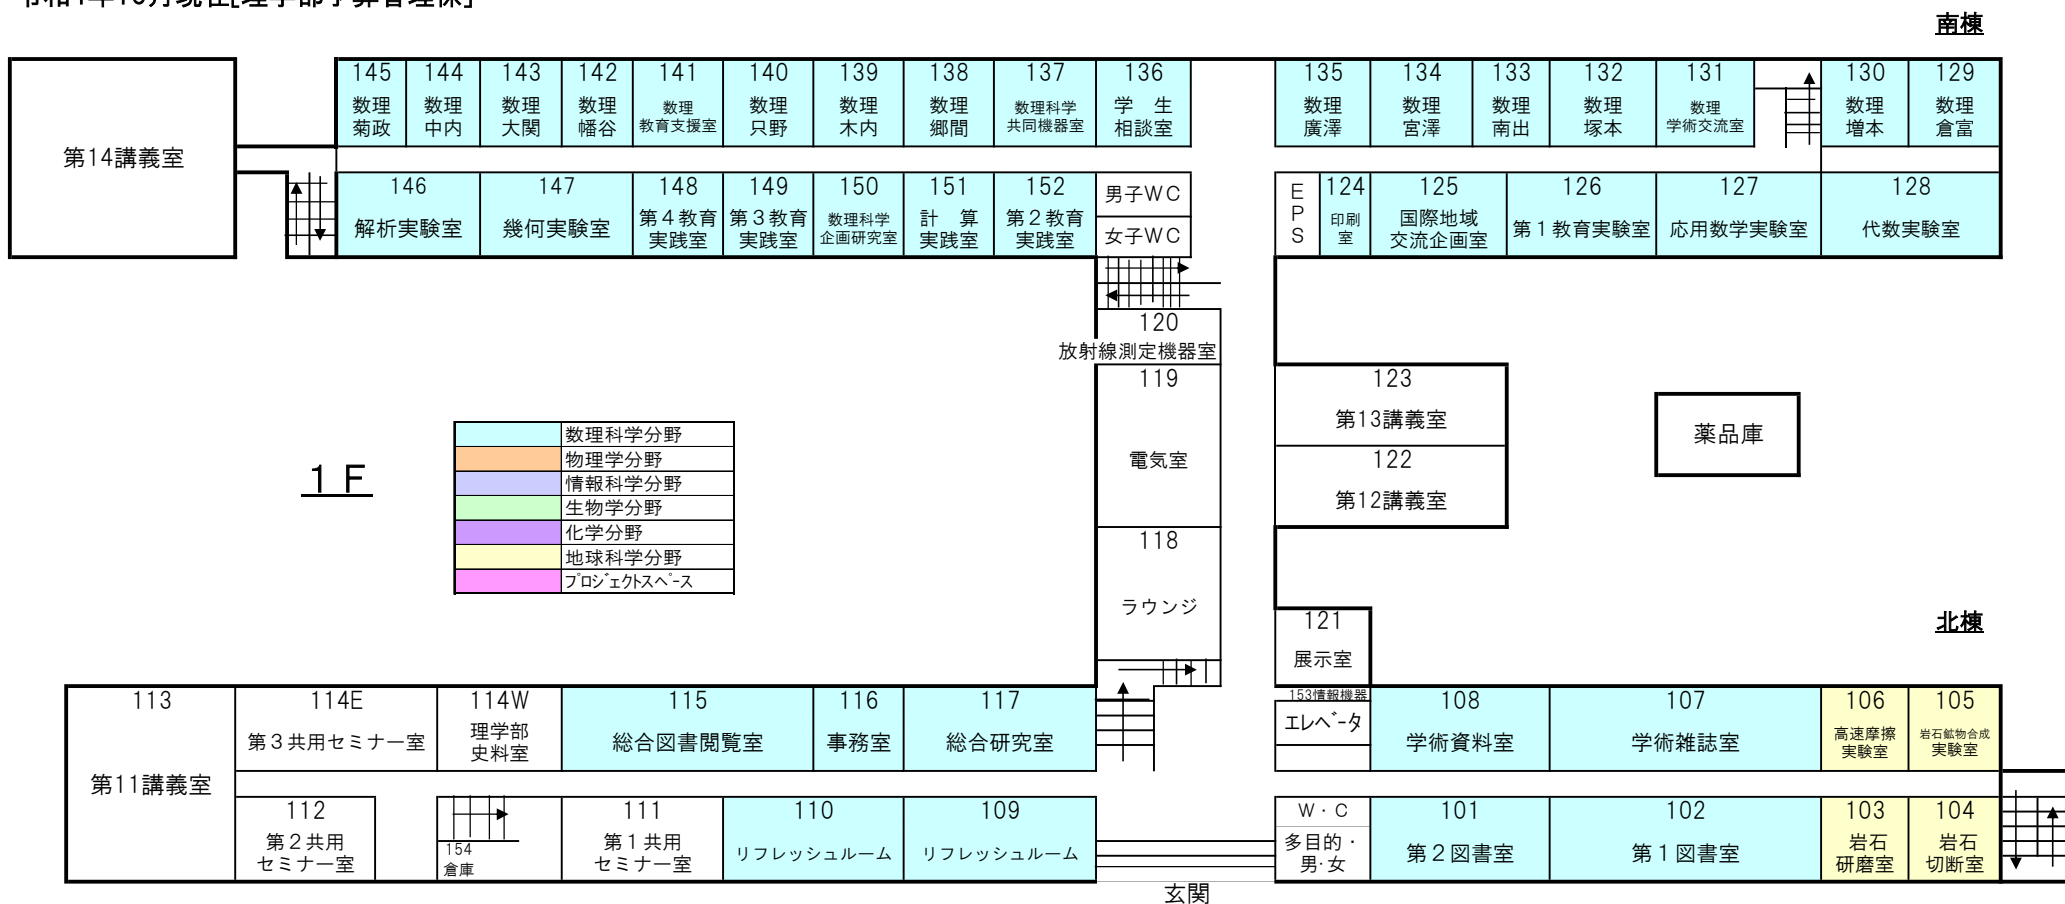 南棟
145 144 143 142 141 140 139 138 137 136 135 134 133 132 131 130 129
数理 数理 数理 数理 数理 数理 数理 数理 数理科学 学 生 数理 数理 数理 数理 数理 数理 数理
菊政 中内 大関 幡谷 教育支援室 只野 木内 郷間 共同機器室 相談室 廣澤 宮澤 南出 塚本 学術交流室 増本 倉富
第14講義室
146 147 148 149 150 151 152 男子WC EPS 124 125 126 127 128
解析実験室 幾何実験室 第4教育 第3教育 数理科学 計 算 第2教育 印刷 国際地域 第1教育実験室 応用数学実験室 代数実験室
実践室 実践室 企画研究室 実践室 実践室 女子WC 室 交流企画室
120
放射線測定機器室
119
電気室
123
第13講義室
122
第12講義室
薬品庫
1F
数理科学分野
物理学分野
情報科学分野
生物学分野
化学分野
地球科学分野
プロジェクトスペース
118
ラウンジ
121
展示室
北棟
113 114E 114W 115 116 117 153情報機器 108 107 106 105
第3共用セミナー室 理学部 総合図書閲覧室 事務室 総合研究室 エレベータ 学術資料室 学術雑誌室 高速摩擦 岩石鉱物合成
史料室 実験室 実験室
第11講義室
112 111 110 109 W・C 101 102 103 104
第2共用 154 第1共用 リフレッシュルーム リフレッシュルーム 多目的・ 第2図書室 第1図書室 岩石 岩石
セミナー室 倉庫 セミナー室 男・女 研磨室 切断室
玄関